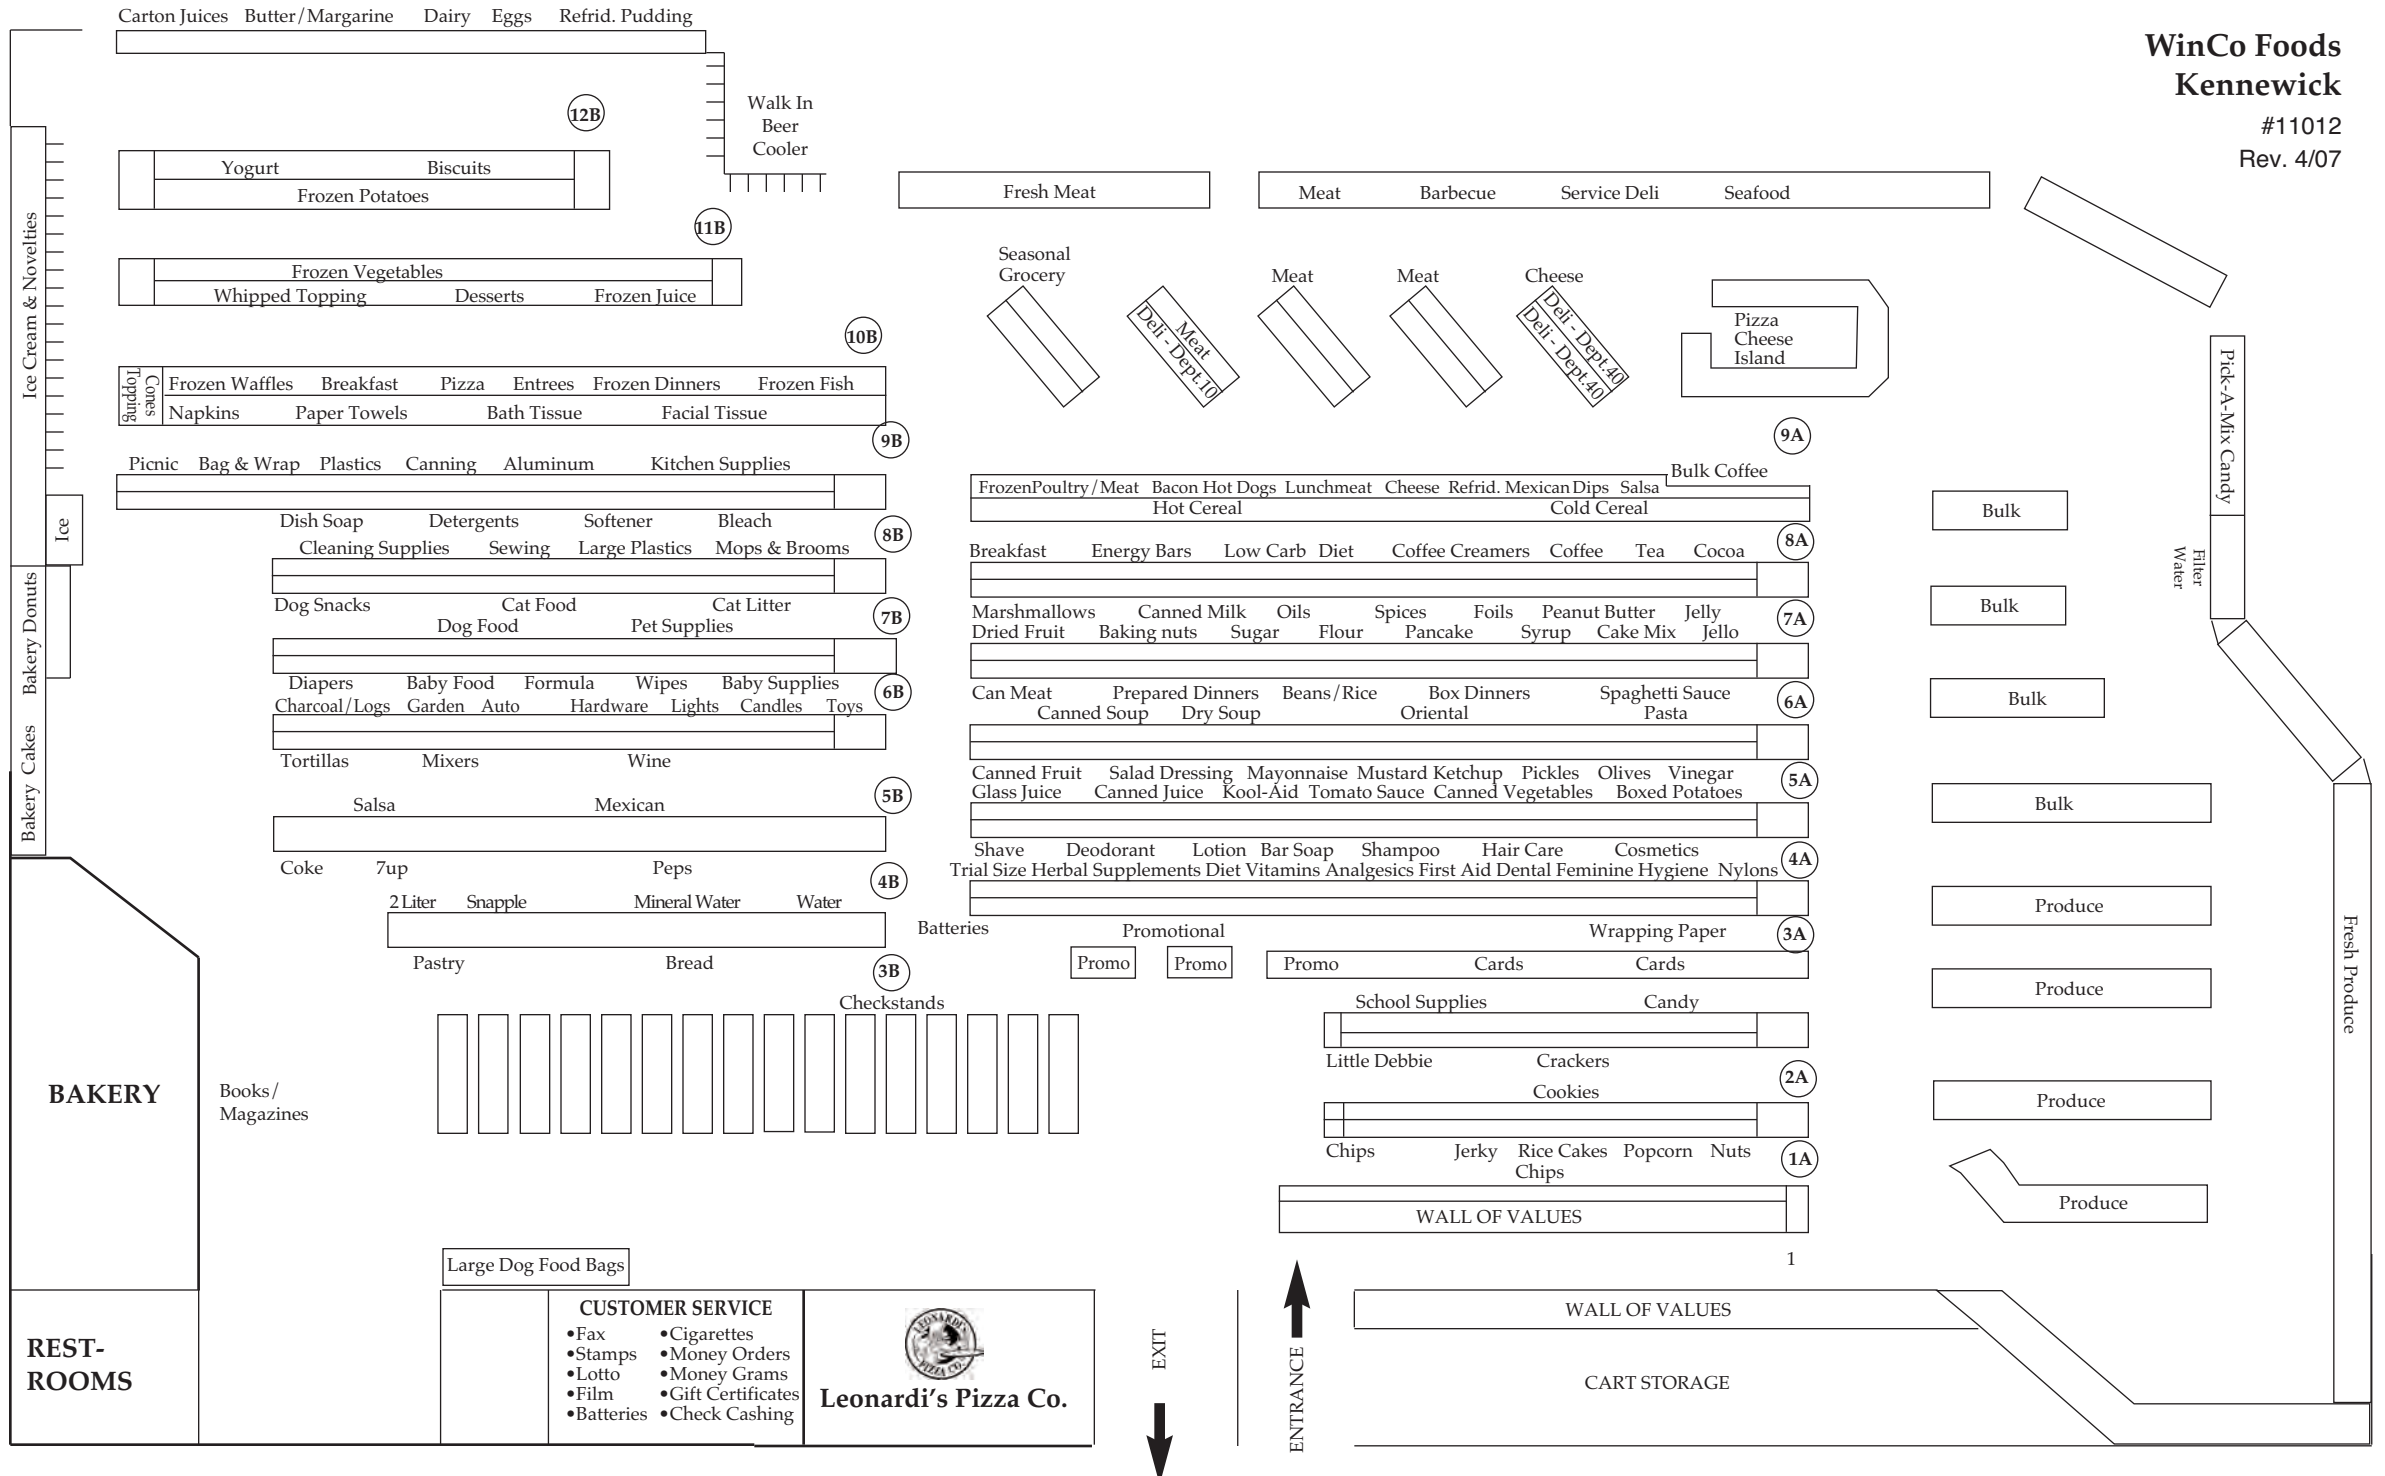 Carton Juices Butter/Margarine Dairy Eggs Refrid. Pudding
WinCo Foods
Kennewick
#11012
Rev. 4/07
Walk In
Beer
Cooler
12B
Yogurt Biscuits
Frozen Potatoes
11B
Frozen Vegetables
Whipped Topping Desserts Frozen Juice
10B
Cones
Topping
Frozen Waffles Breakfast Pizza Entrees Frozen Dinners Frozen Fish
Napkins Paper Towels Bath Tissue Facial Tissue
9B
Picnic Bag & Wrap Plastics Canning Aluminum Kitchen Supplies
Dish Soap Detergents Softener Bleach
8B
Cleaning Supplies Sewing Large Plastics Mops & Brooms
Dog Snacks Cat Food Cat Litter
7B
Dog Food Pet Supplies
Diapers Baby Food Formula Wipes Baby Supplies
6B
Charcoal/Logs Garden Auto Hardware Lights Candles Toys
Tortillas Mixers Wine
5B
Salsa Mexican
Coke 7up Peps
4B
2 Liter Snapple Mineral Water Water
Pastry Bread
3B
Checkstands
Ice Cream & Novelties
Ice
Bakery Donuts
Bakery Cakes
BAKERY
Books/
Magazines
REST-
ROOMS
Large Dog Food Bags
CUSTOMER SERVICE
•Fax •Cigarettes
•Stamps •Money Orders
•Lotto •Money Grams
•Film •Gift Certificates
•Batteries •Check Cashing
LEONARDI'S
PIZZA CO.
Leonardi's Pizza Co.
EXIT
ENTRANCE
Fresh Meat
Meat Barbecue Service Deli Seafood
Seasonal
Grocery
Meat
Deli - Dept.10
Meat
Meat
Cheese
Deli - Dept.40
Deli - Dept.40
Pizza
Cheese
Island
9A
Bulk Coffee
FrozenPoultry/Meat Bacon Hot Dogs Lunchmeat Cheese Refrid. Mexican Dips Salsa
Hot Cereal Cold Cereal
8A
Breakfast Energy Bars Low Carb Diet Coffee Creamers Coffee Tea Cocoa
Marshmallows Canned Milk Oils Spices Foils Peanut Butter Jelly
7A
Dried Fruit Baking nuts Sugar Flour Pancake Syrup Cake Mix Jello
Can Meat Prepared Dinners Beans/Rice Box Dinners Spaghetti Sauce
6A
Canned Soup Dry Soup Oriental Pasta
Canned Fruit Salad Dressing Mayonnaise Mustard Ketchup Pickles Olives Vinegar
5A
Glass Juice Canned Juice Kool-Aid Tomato Sauce Canned Vegetables Boxed Potatoes
Shave Deodorant Lotion Bar Soap Shampoo Hair Care Cosmetics
4A
Trial Size Herbal Supplements Diet Vitamins Analgesics First Aid Dental Feminine Hygiene Nylons
Batteries Promotional Wrapping Paper
3A
Promo
Promo
Promo Cards Cards
School Supplies Candy
Little Debbie Crackers
2A
Cookies
Chips Jerky Rice Cakes Popcorn Nuts
1A
Chips
WALL OF VALUES
1
WALL OF VALUES
CART STORAGE
Pick-A-Mix Candy
Filter
Water
Bulk
Bulk
Bulk
Bulk
Produce
Produce
Produce
Produce
Fresh Produce